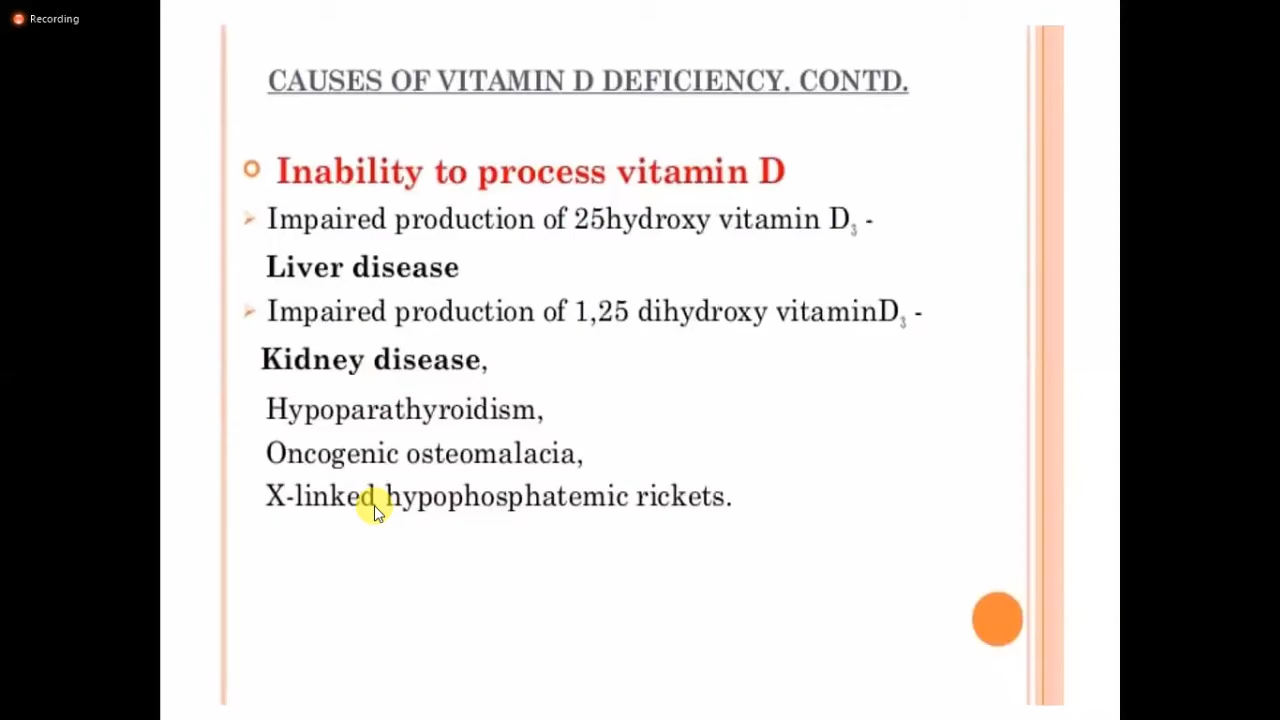 Recording
CAUSES OF VITAMIN D DEFICIENCY. CONTD.
Inability to process vitamin D
Impaired production of 25hydroxy vitamin D₃ -
Liver disease
Impaired production of 1,25 dihydroxy vitaminD₃ -
Kidney disease,
Hypoparathyroidism,
Oncogenic osteomalacia,
X-linked hypophosphatemic rickets.